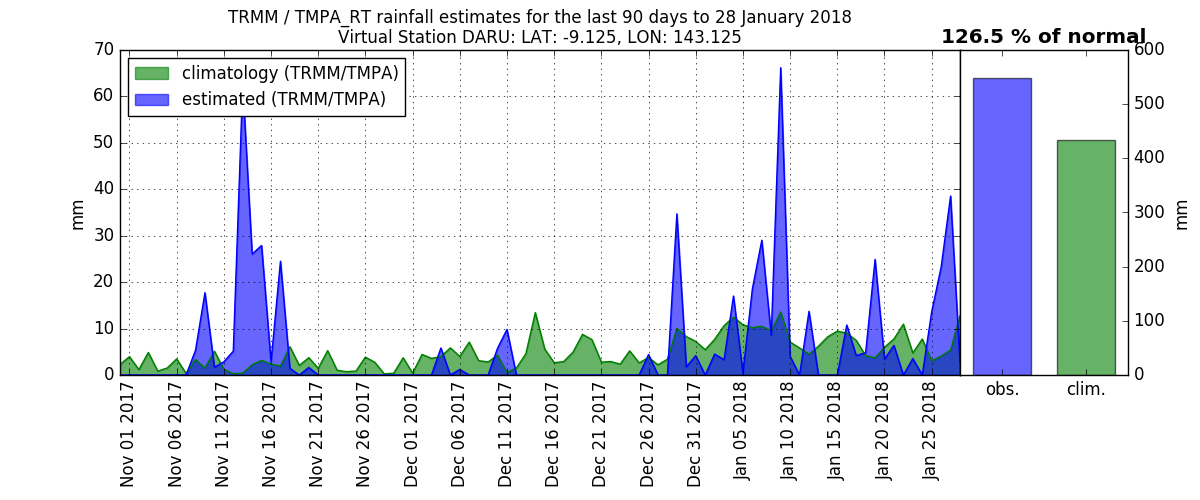 TRMM / TMPA_RT rainfall estimates for the last 90 days to 28 January 2018
Virtual Station DARU: LAT: -9.125, LON: 143.125
126.5 % of normal
climatology (TRMM/TMPA)
estimated (TRMM/TMPA)
mm
70
60
50
40
30
20
10
0
Nov 01 2017
Nov 06 2017
Nov 11 2017
Nov 16 2017
Nov 21 2017
Nov 26 2017
Dec 01 2017
Dec 06 2017
Dec 11 2017
Dec 16 2017
Dec 21 2017
Dec 26 2017
Dec 31 2017
Jan 05 2018
Jan 10 2018
Jan 15 2018
Jan 20 2018
Jan 25 2018
obs.
clim.
600
500
400
300
200
100
0
mm